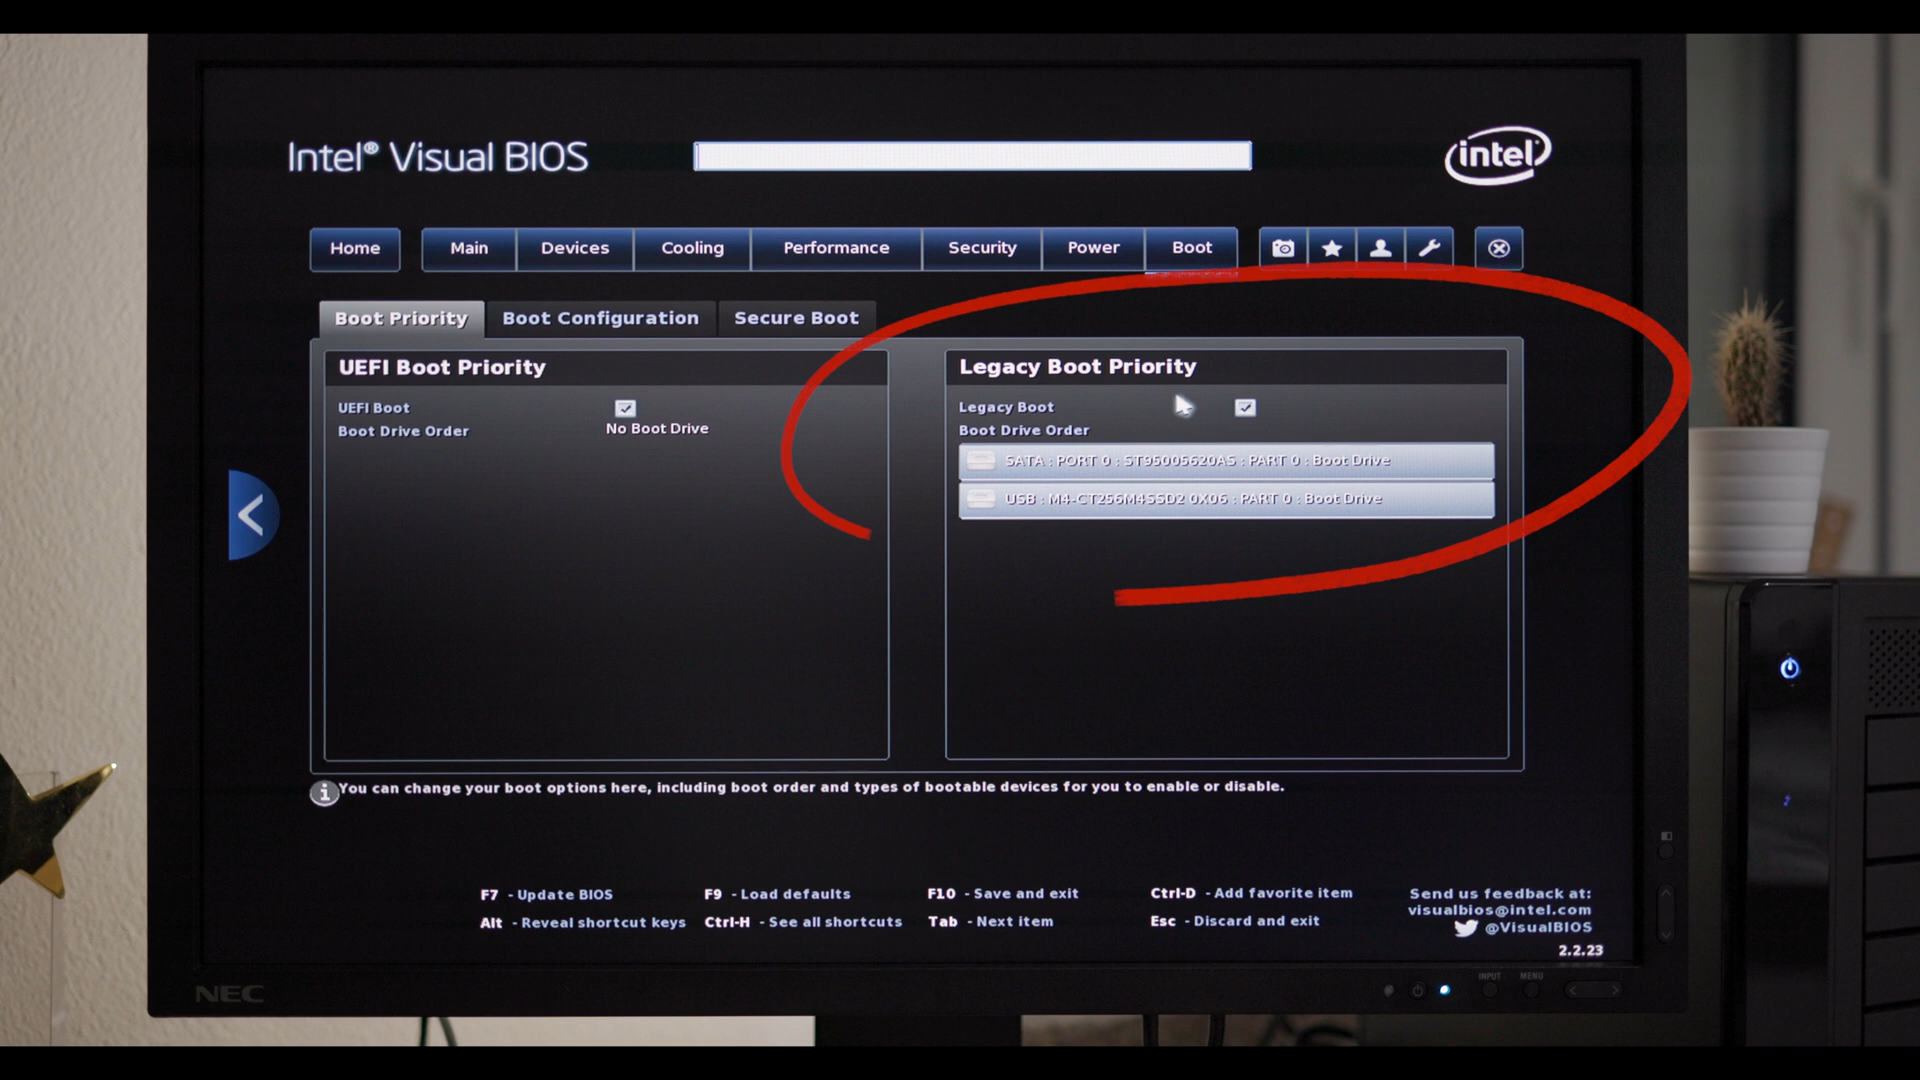 Intel® Visual BIOS
intel
Home Main Devices Cooling Performance Security Power Boot
Boot Priority Boot Configuration Secure Boot
UEFI Boot Priority
UEFI Boot
Boot Drive Order No Boot Drive
Legacy Boot Priority
Legacy Boot
Boot Drive Order
SATA : PORT 0 : ST95005620AS : PART 0 : Boot Drive
USB : M4-CT256M4SSD2 0X06 : PART 0 : Boot Drive
You can change your boot options here, including boot order and types of bootable devices for you to enable or disable.
F7 - Update BIOS F9 - Load defaults F10 - Save and exit Ctrl-D - Add favorite item
Alt - Reveal shortcut keys Ctrl-H - See all shortcuts Tab - Next item Esc - Discard and exit
Send us feedback at:
visualbios@intel.com
@VisualBIOS
2.2.23
NEC
INPUT MENU